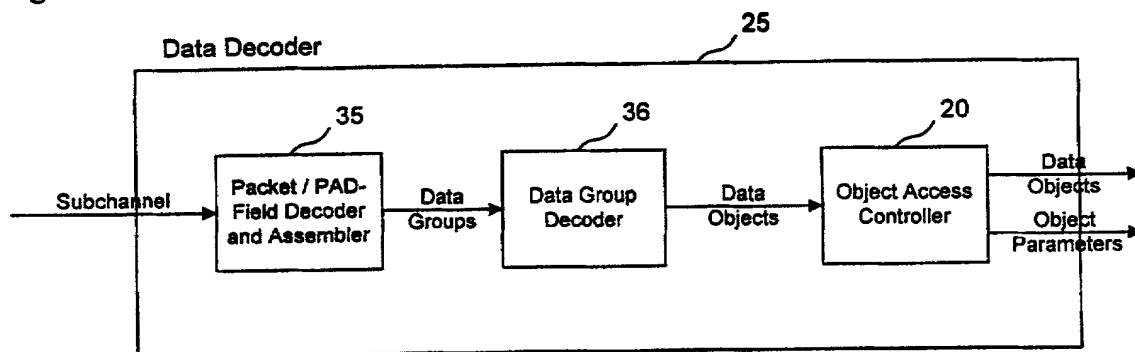 Data Decoder
25
35
36
20
Subchannel
Packet / PAD-
Field Decoder
and Assembler
Data
Groups
Data Group
Decoder
Data
Objects
Object Access
Controller
Data
Objects
Object
Parameters